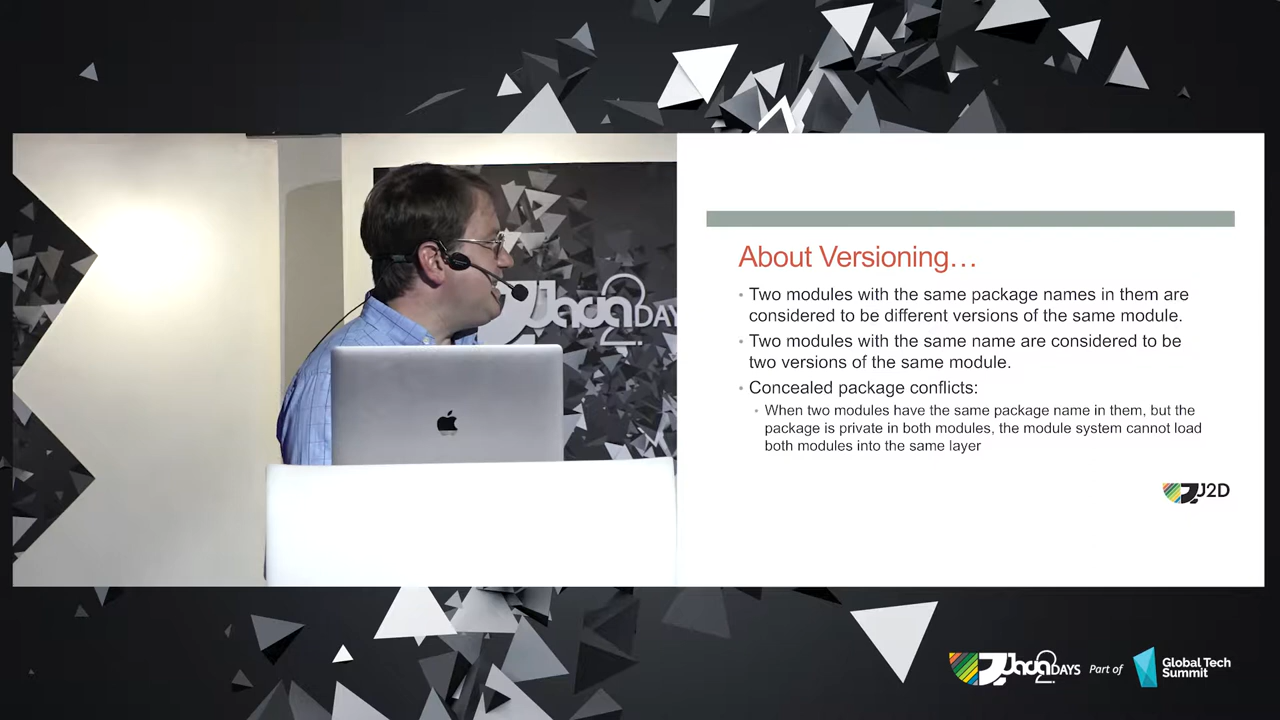 Java2DAYS
About Versioning…
• Two modules with the same package names in them are
considered to be different versions of the same module.
• Two modules with the same name are considered to be
two versions of the same module.
• Concealed package conflicts:
• When two modules have the same package name in them, but the
package is private in both modules, the module system cannot load
both modules into the same layer
J2D
Java2DAYS Part of Global Tech
Summit